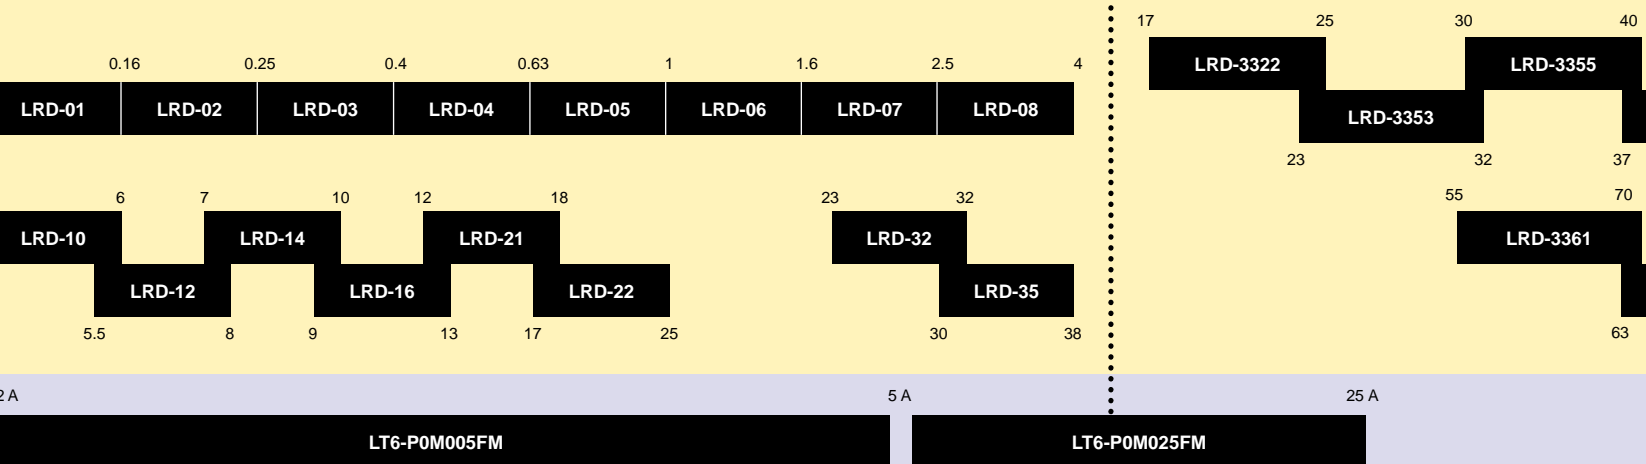 17 25 30 40
LRD-3322 LRD-3355
0.16 0.25 0.4 0.63 1 1.6 2.5 4
LRD-01 LRD-02 LRD-03 LRD-04 LRD-05 LRD-06 LRD-07 LRD-08
LRD-3353
23 32 37
6 7 10 12 18 23 32 55 70
LRD-10 LRD-14 LRD-21 LRD-32 LRD-3361
LRD-12 LRD-16 LRD-22 LRD-35
5.5 8 9 13 17 25 30 38 63
2 A 5 A 25 A
LT6-P0M005FM LT6-P0M025FM